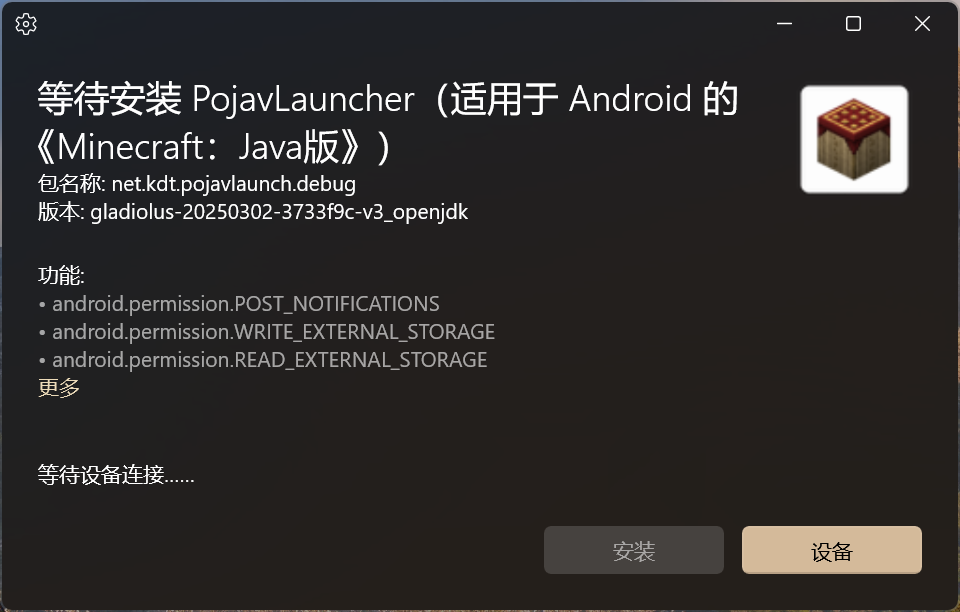 等待安装 PojavLauncher（适用于 Android 的
《Minecraft：Java版》）
包名称: net.kdt.pojavlaunch.debug
版本: gladiolus-20250302-3733f9c-v3_openjdk
功能:
• android.permission.POST_NOTIFICATIONS
• android.permission.WRITE_EXTERNAL_STORAGE
• android.permission.READ_EXTERNAL_STORAGE
更多
等待设备连接......
安装
设备